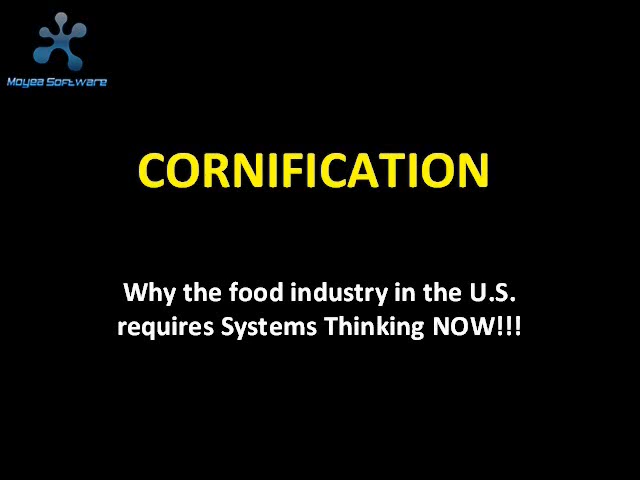 Moyea Software
CORNIFICATION
Why the food industry in the U.S.
requires Systems Thinking NOW!!!